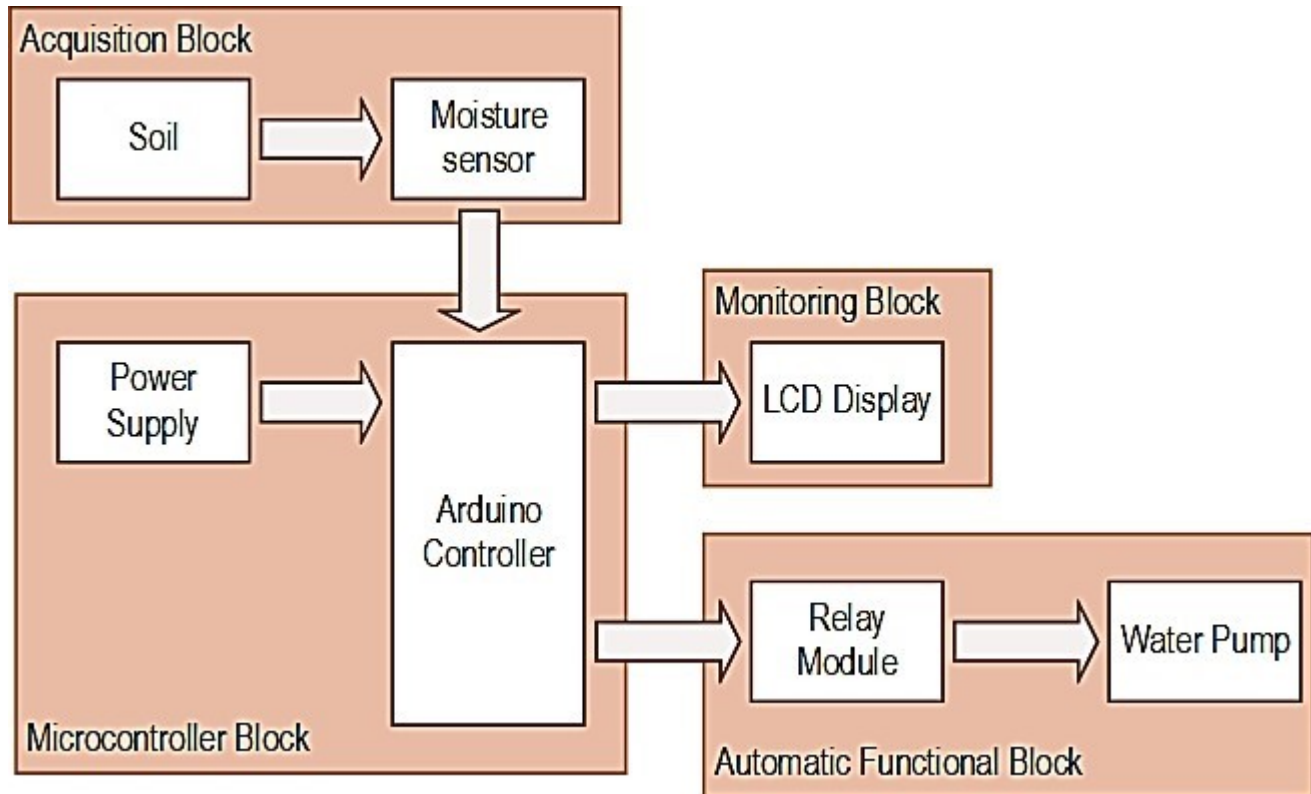 Acquisition Block
Soil
Moisture
sensor
Power
Supply
Arduino
Controller
Microcontroller Block
Monitoring Block
LCD Display
Relay
Module
Water Pump
Automatic Functional Block